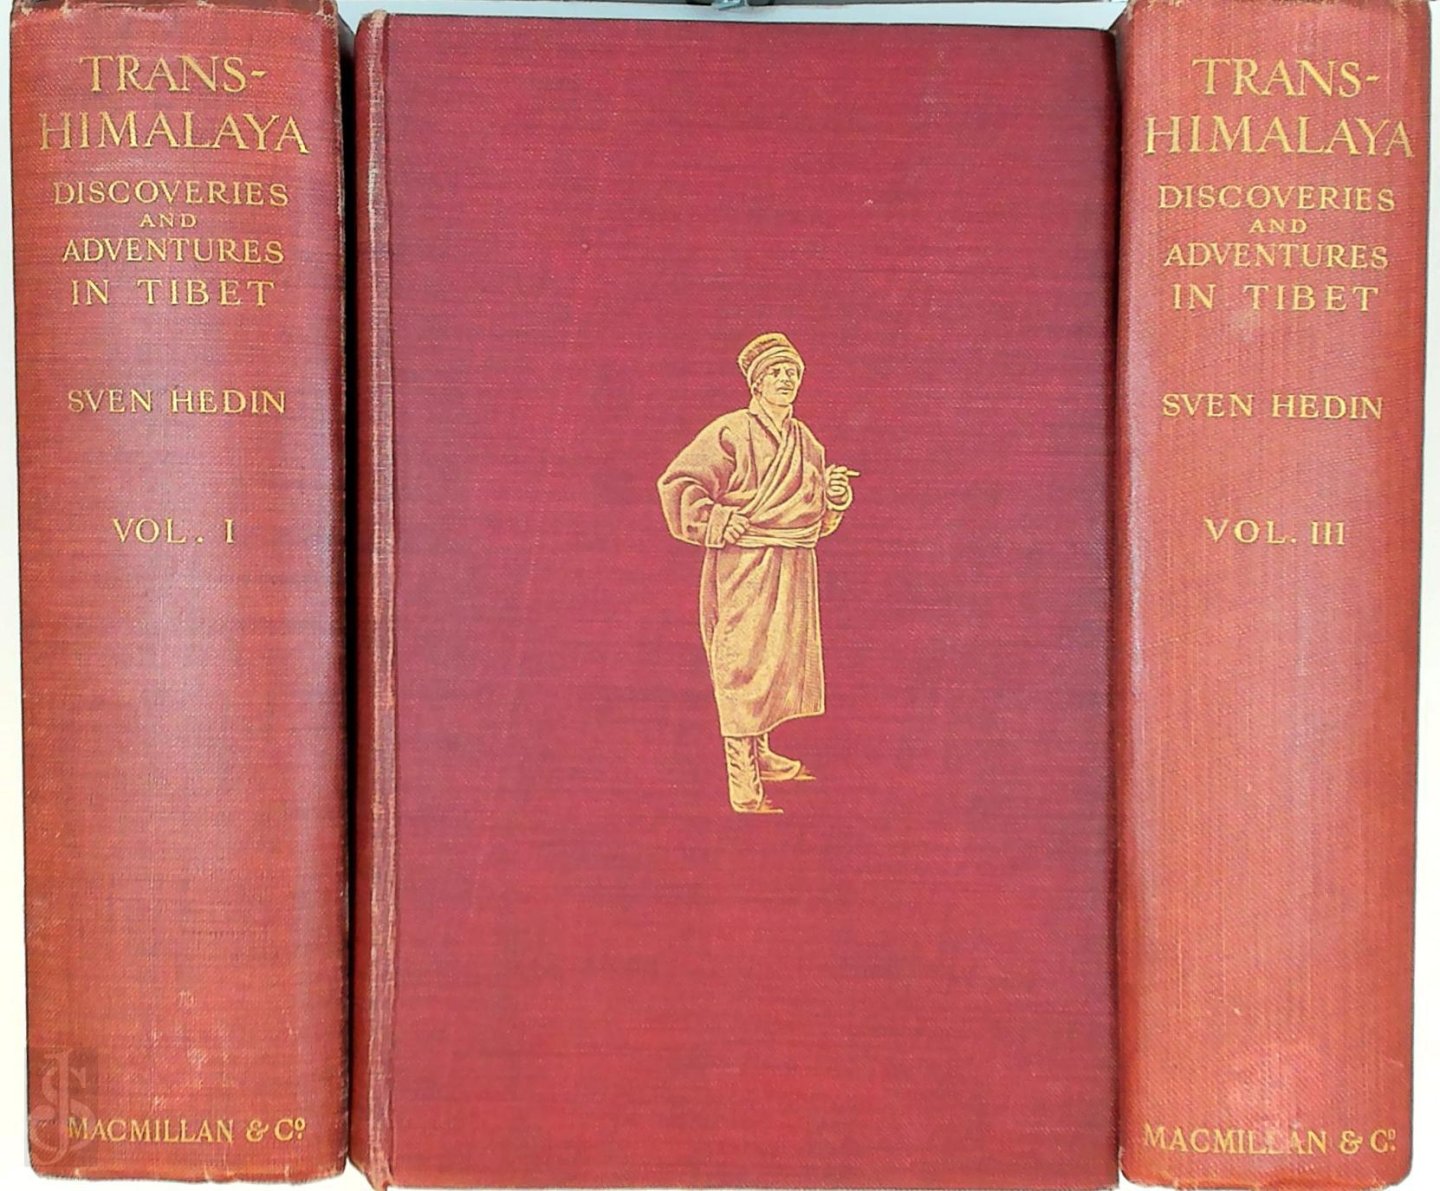 TRANS-
HIMALAYA
DISCOVERIES
AND
ADVENTURES
IN TIBET
SVEN HEDIN
VOL. I
MACMILLAN & Cº
TRANS-
HIMALAYA
DISCOVERIES
AND
ADVENTURES
IN TIBET
SVEN HEDIN
VOL. III
MACMILLAN & Cº.